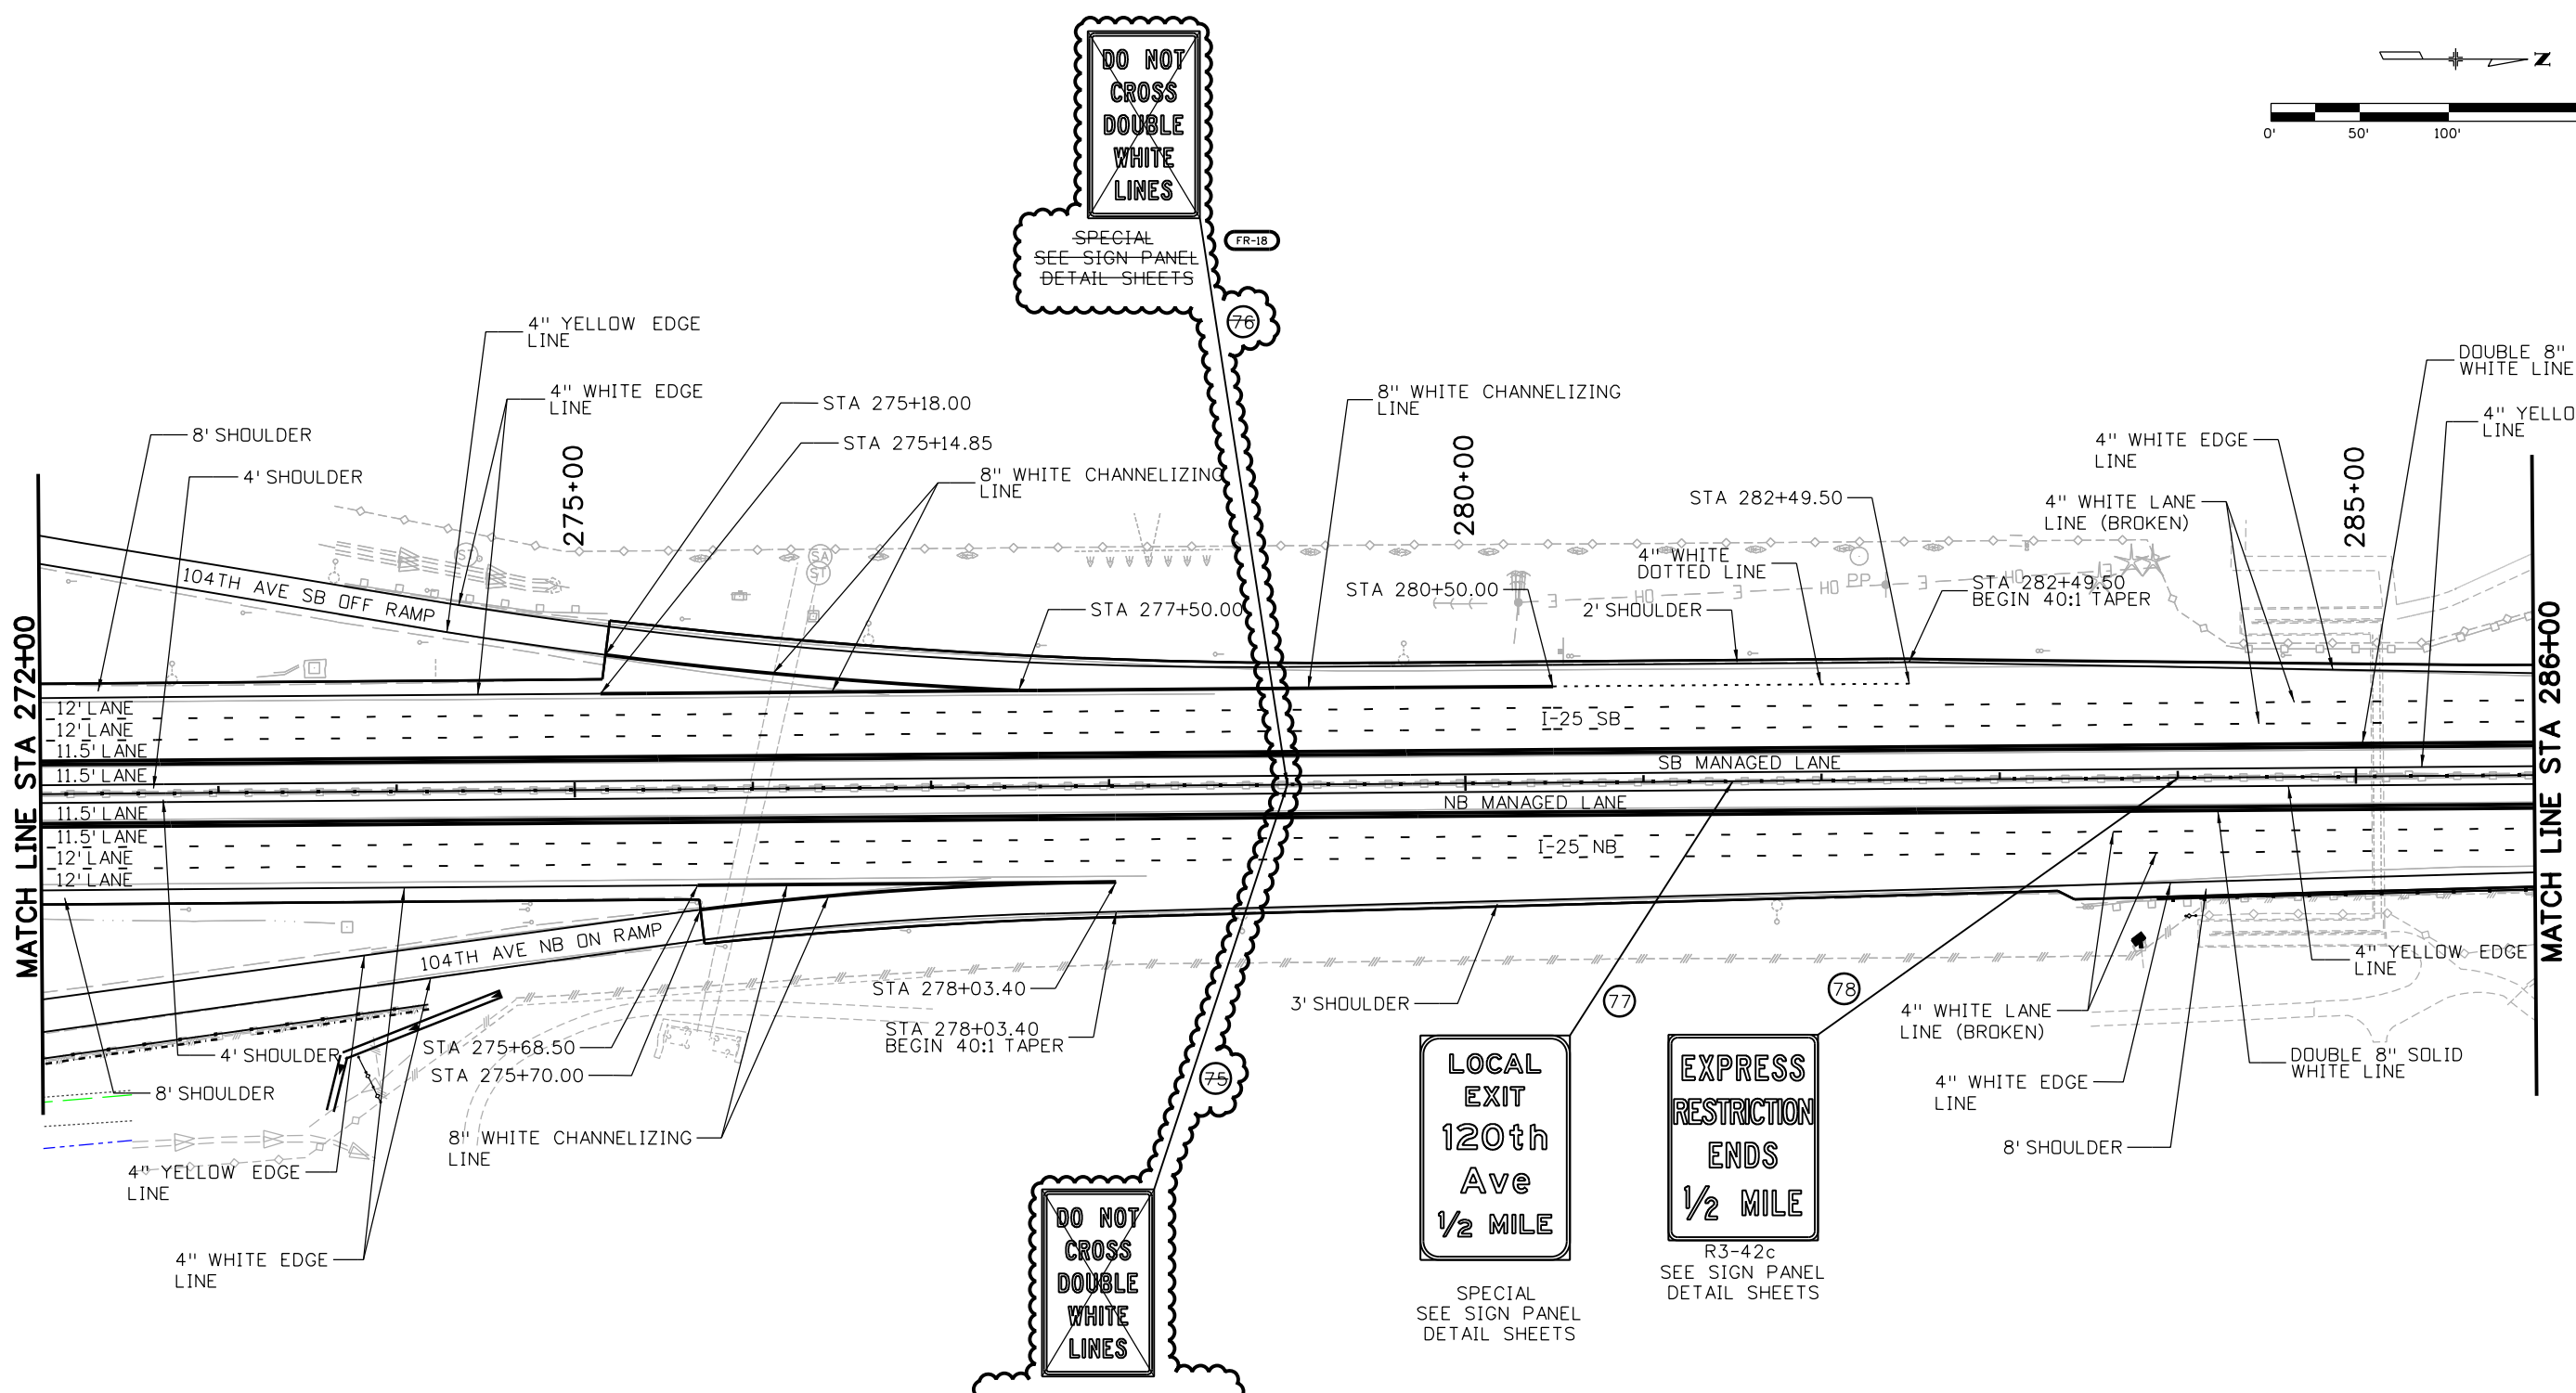 DO NOT
CROSS
DOUBLE
WHITE
LINES
SPECIAL
SEE SIGN PANEL
DETAIL SHEETS
FR-18
76
N
0' 50' 100'
4" YELLOW EDGE
LINE
4" WHITE EDGE
LINE
8' SHOULDER
4' SHOULDER
275+00
STA 275+18.00
STA 275+14.85
8" WHITE CHANNELIZING
LINE
STA 277+50.00
8" WHITE CHANNELIZING
LINE
280+00
STA 280+50.00
4" WHITE
DOTTED LINE
2' SHOULDER
STA 282+49.50
STA 282+49.50
BEGIN 40:1 TAPER
4" WHITE EDGE
LINE
4" WHITE LANE
LINE (BROKEN)
285+00
DOUBLE 8"
WHITE LINE
4" YELLO
LINE
ST
SA
ST
E
HO
E
HO
PP
E
HO
E
104TH AVE SB OFF RAMP
MATCH LINE STA 272+00
12' LANE
12' LANE
11.5' LANE
11.5' LANE
11.5' LANE
11.5' LANE
12' LANE
12' LANE
I-25 SB
SB MANAGED LANE
NB MANAGED LANE
I-25 NB
MATCH LINE STA 286+00
104TH AVE NB ON RAMP
STA 278+03.40
STA 278+03.40
BEGIN 40:1 TAPER
STA 275+68.50
STA 275+70.00
4' SHOULDER
8' SHOULDER
8" WHITE CHANNELIZING
LINE
4" YELLOW EDGE
LINE
4" WHITE EDGE
LINE
75
DO NOT
CROSS
DOUBLE
WHITE
LINES
3' SHOULDER
77
LOCAL
EXIT
120th
Ave
1/2 MILE
SPECIAL
SEE SIGN PANEL
DETAIL SHEETS
78
EXPRESS
RESTRICTION
ENDS
1/2 MILE
R3-42c
SEE SIGN PANEL
DETAIL SHEETS
4" YELLOW EDGE
LINE
4" WHITE LANE
LINE (BROKEN)
DOUBLE 8" SOLID
WHITE LINE
4" WHITE EDGE
LINE
8' SHOULDER